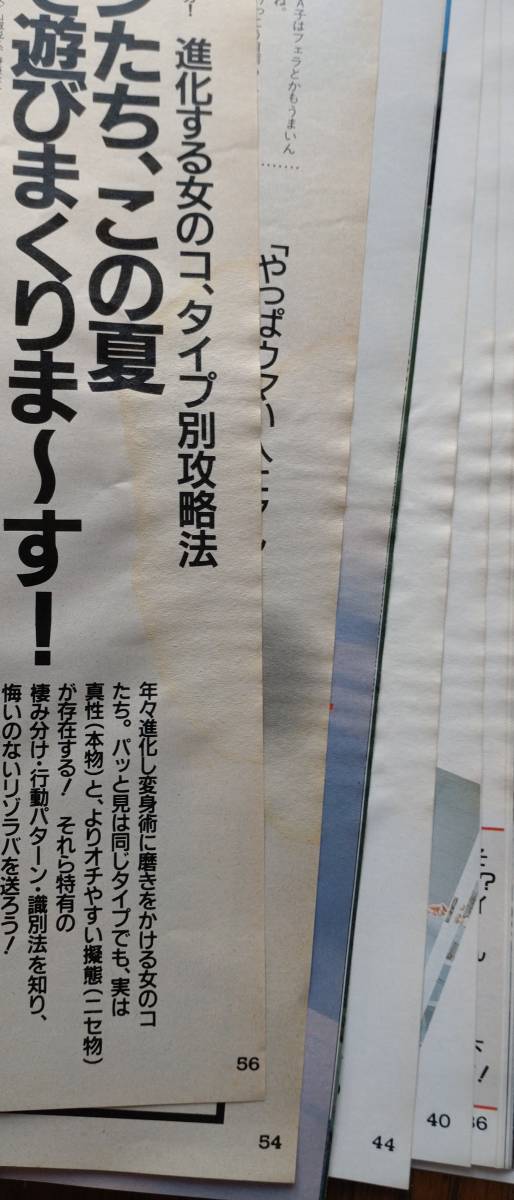 進化する女のコ、タイプ別攻略法
たち、この夏
遊びまくりま〜す！
年々進化し変身術に磨きをかける女のコ
たち。パッと見は同じタイプでも、実は
真性（本物）と、よりオチやすい擬態（ニセ物）
が存在する！　それら特有の
棲み分け・行動パターン・識別法を知り、
悔いのないリゾラバを送ろう！
56
A子はフェラとかもうまいん
「やっぱウマい人
54
44
40
36